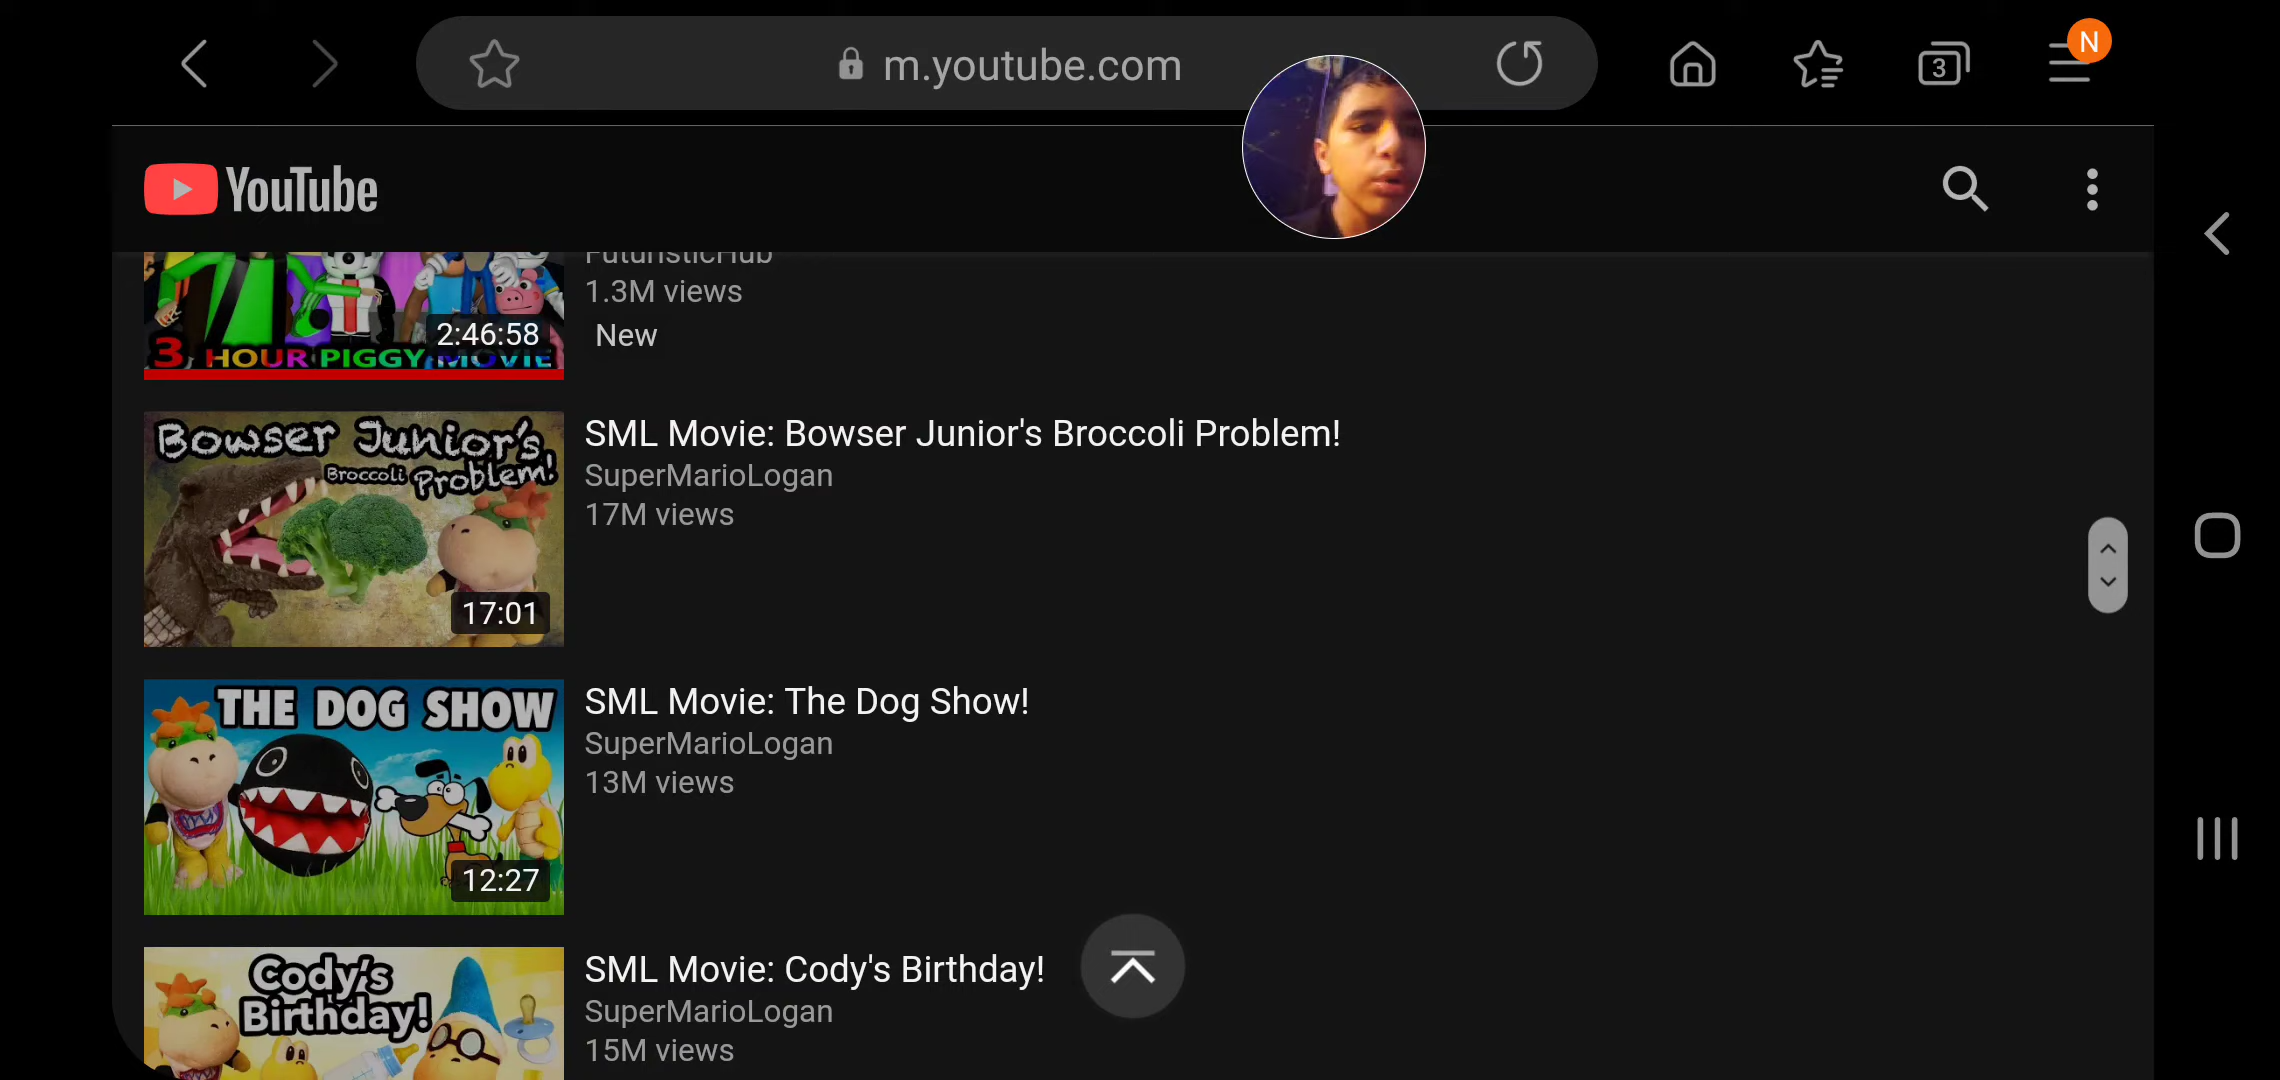 m.youtube.com
3
N
YouTube
FuturisticHub
1.3M views
New
2:46:58
3 HOUR PIGGY MOVIE
Bowser Junior's
Broccoli Problem!
17:01
SML Movie: Bowser Junior's Broccoli Problem!
SuperMarioLogan
17M views
THE DOG SHOW
12:27
SML Movie: The Dog Show!
SuperMarioLogan
13M views
Cody's
Birthday!
SML Movie: Cody's Birthday!
SuperMarioLogan
15M views